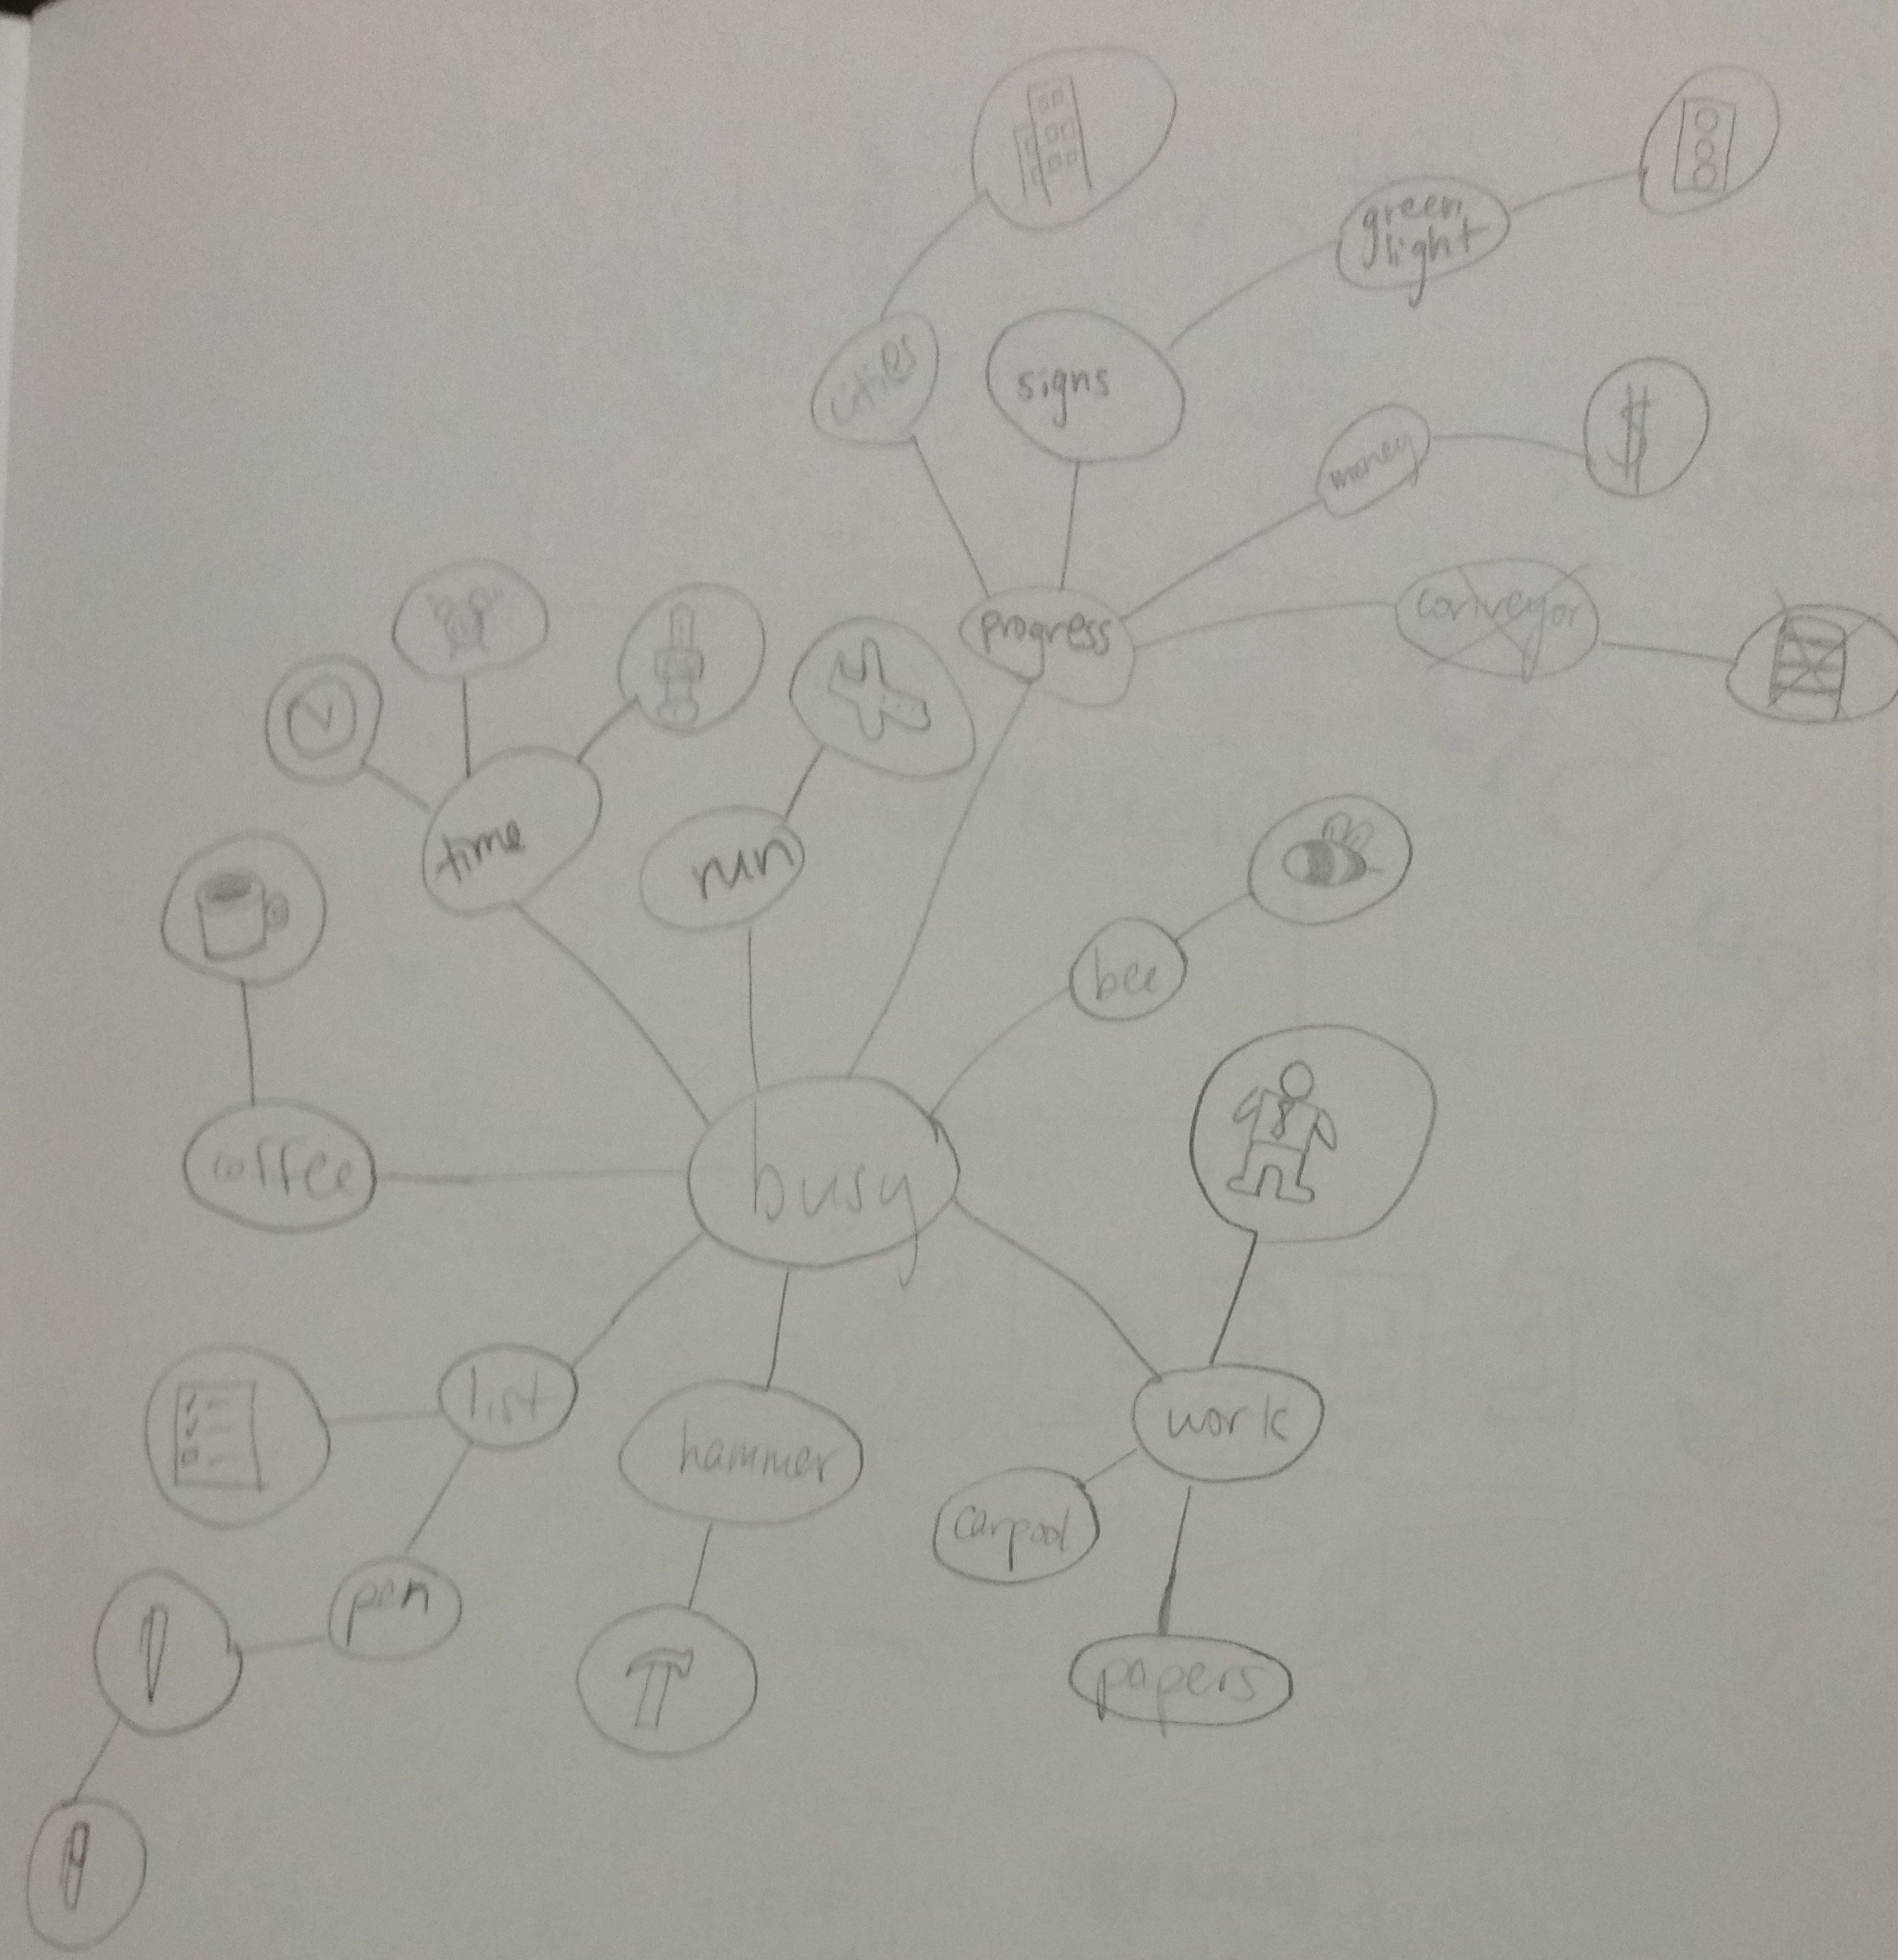 green
light
cities
signs
money
$
progress
conveyor
time
run
bee
coffee
busy
list
work
hammer
carpool
pen
papers